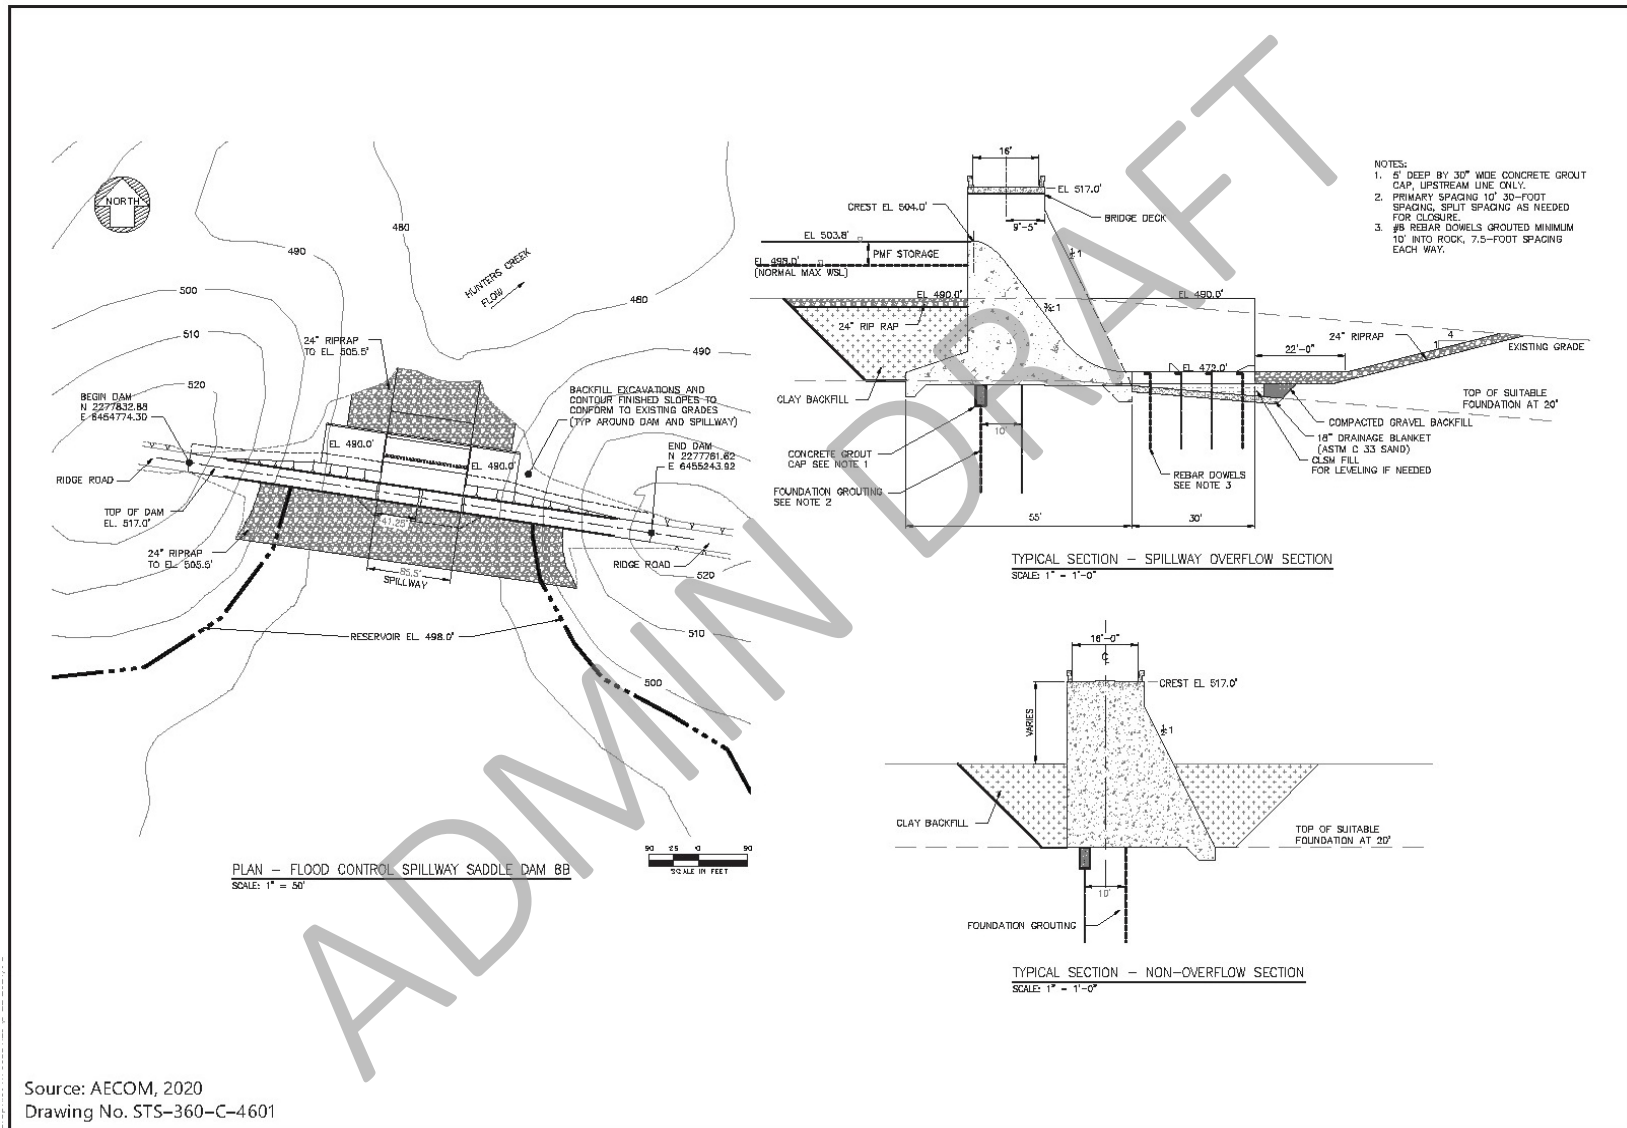 NORTH
490
480
HUNTERS CREEK
FLOW
480
500
510
24" RIPRAP
TO EL. 505.5'
490
520
BEGIN DAM
N 2277832.88
E 6454774.30
BACKFILL EXCAVATIONS AND
CONTOUR FINISHED SLOPES TO
CONFORM TO EXISTING GRADES
(TYP AROUND DAM AND SPILLWAY)
EL 490.0'
EL 490.0'
END DAM
N 2277761.62
E 6455243.92
RIDGE ROAD
TOP OF DAM
EL. 517.0'
41.25'
24" RIPRAP
TO EL. 505.5'
RIDGE ROAD
520
SPILLWAY
RESERVOIR EL. 498.0'
510
500
PLAN - FLOOD CONTROL SPILLWAY SADDLE DAM 8B
SCALE: 1" = 50'
SCALE IN FEET
16'
EL 517.0'
CREST EL 504.0'
BRIDGE DECK
9'-5"
EL 503.8'
PMF STORAGE
EL 498.0'
(NORMAL MAX WSL)
EL 490.0'
EL 490.0'
24" RIP RAP
24" RIPRAP
1
4
EXISTING GRADE
22'-0"
EL 472.0'
CLAY BACKFILL
TOP OF SUITABLE
FOUNDATION AT 20'
COMPACTED GRAVEL BACKFILL
18" DRAINAGE BLANKET
(ASTM C 33 SAND)
CLSM FILL
FOR LEVELING IF NEEDED
10'
CONCRETE GROUT
CAP SEE NOTE 1
REBAR DOWELS
SEE NOTE 3
FOUNDATION GROUTING
SEE NOTE 2
55'
30'
TYPICAL SECTION - SPILLWAY OVERFLOW SECTION
SCALE: 1" = 1'-0"
NOTES:
1. 5' DEEP BY 30" WIDE CONCRETE GROUT
CAP, UPSTREAM LINE ONLY.
2. PRIMARY SPACING 10' 30-FOOT
SPACING, SPLIT SPACING AS NEEDED
FOR CLOSURE.
3. #8 REBAR DOWELS GROUTED MINIMUM
10' INTO ROCK, 7.5-FOOT SPACING
EACH WAY.
16'-0"
CREST EL 517.0'
VARIES
CLAY BACKFILL
TOP OF SUITABLE
FOUNDATION AT 20'
10'
FOUNDATION GROUTING
TYPICAL SECTION - NON-OVERFLOW SECTION
SCALE: 1" = 1'-0"
ADMIN DRAFT
Source: AECOM, 2020
Drawing No. STS-360-C-4601